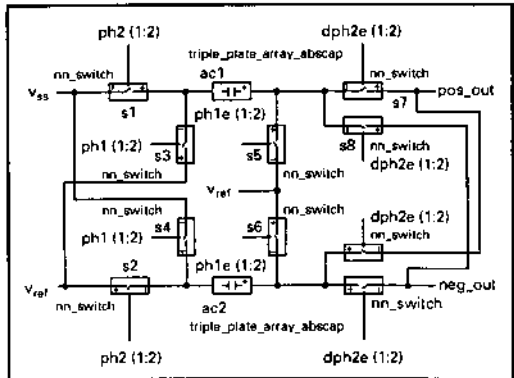 ph2 (1:2)
dph2e (1:2)
triple_plate_array_abscap
nn_switch
ac1
nn_switch
v_ss
pos_out
s1
ph1e (1:2)
s7
nn_switch
ph1 (1:2)
s3
s5
s8
nn_switch
nn_switch
dph2e (1:2)
v_ref
nn_switch
nn_switch
dph2e (1:2)
s4
s6
ph1 (1:2)
nn_switch
s2
ph1e (1:2)
v_ref
neg_out
nn_switch
ac2
nn_switch
triple_plate_array_abscap
ph2 (1:2)
dph2e (1:2)